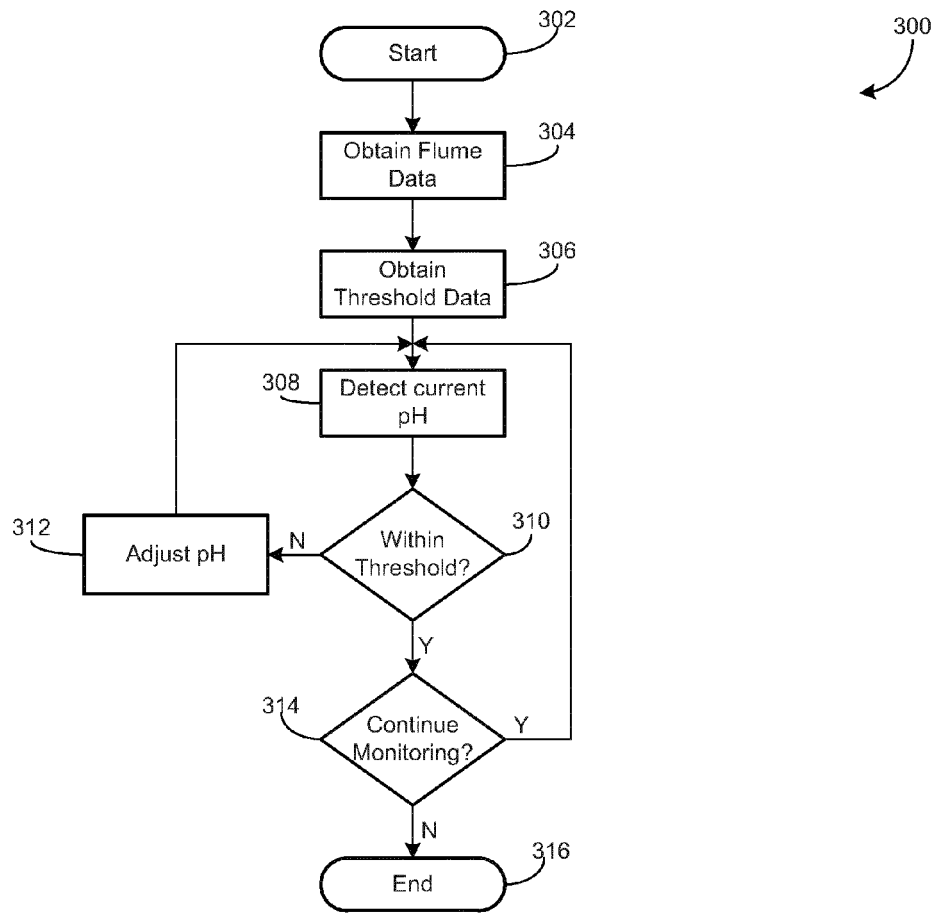 302
300
Start
304
Obtain Flume
Data
306
Obtain
Threshold Data
308
Detect current
pH
312
Adjust pH
N
Within
Threshold?
310
Y
314
Continue
Monitoring?
Y
N
End
316